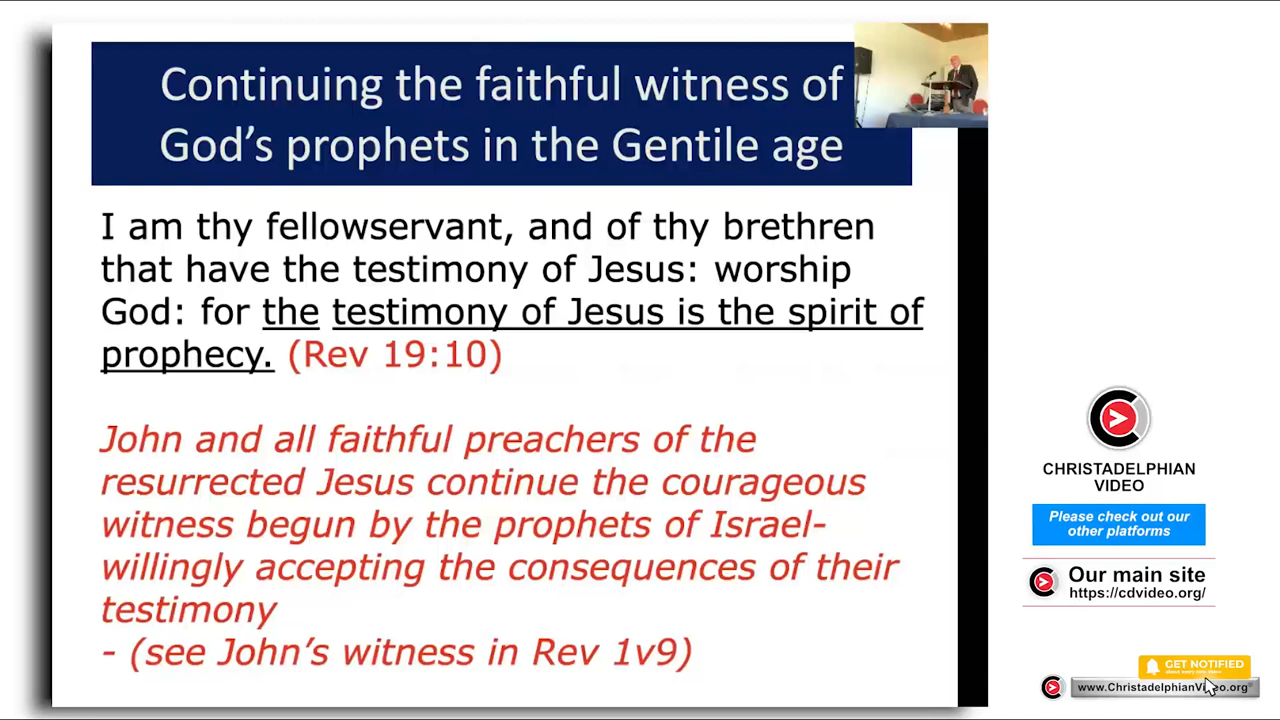 Continuing the faithful witness of
God's prophets in the Gentile age
I am thy fellowservant, and of thy brethren
that have the testimony of Jesus: worship
God: for the testimony of Jesus is the spirit of
prophecy. (Rev 19:10)
John and all faithful preachers of the
resurrected Jesus continue the courageous
witness begun by the prophets of Israel-
willingly accepting the consequences of their
testimony
- (see John's witness in Rev 1v9)
CHRISTADELPHIAN
VIDEO
Please check out our
other platforms
Our main site
https://cdvideo.org/
GET NOTIFIED